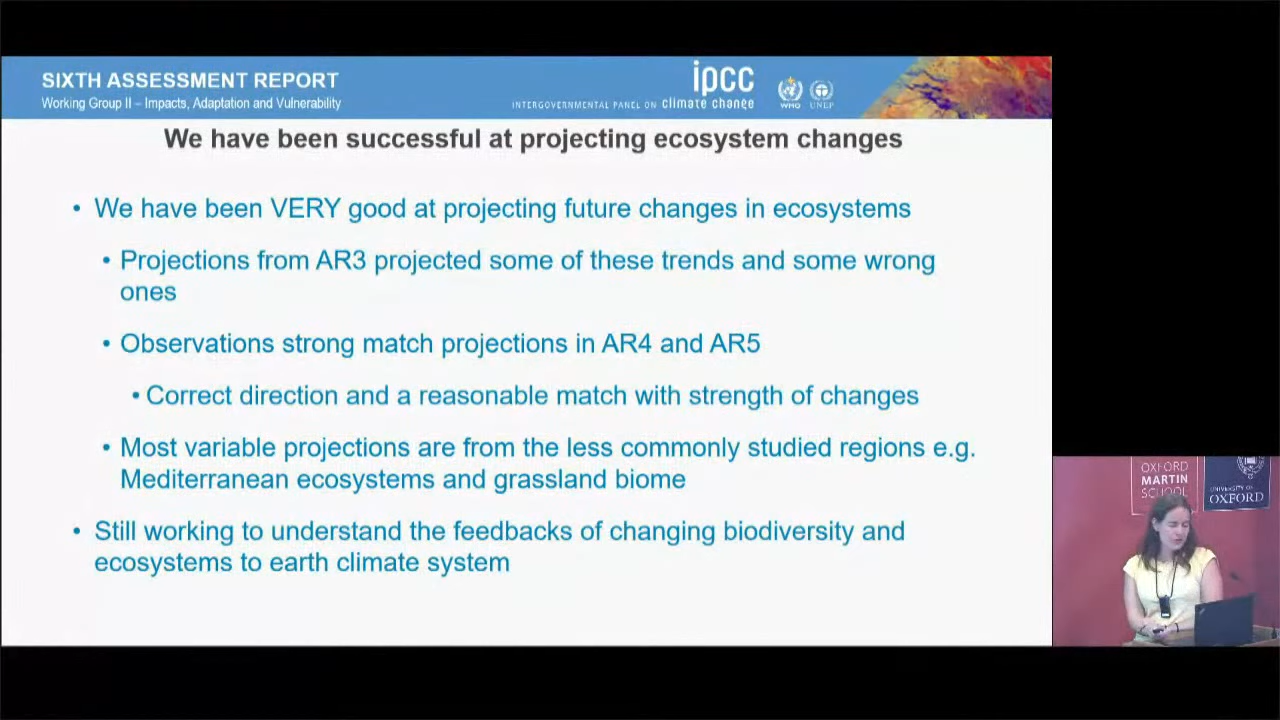 SIXTH ASSESSMENT REPORT
Working Group II – Impacts, Adaptation and Vulnerability
ipcc
INTERGOVERNMENTAL PANEL ON climate change
WMO UNEP
We have been successful at projecting ecosystem changes
• We have been VERY good at projecting future changes in ecosystems
• Projections from AR3 projected some of these trends and some wrong
ones
• Observations strong match projections in AR4 and AR5
• Correct direction and a reasonable match with strength of changes
• Most variable projections are from the less commonly studied regions e.g.
Mediterranean ecosystems and grassland biome
• Still working to understand the feedbacks of changing biodiversity and
ecosystems to earth climate system
OXFORD
MARTIN
SCHOOL
UNIVERSITY OF
OXFORD